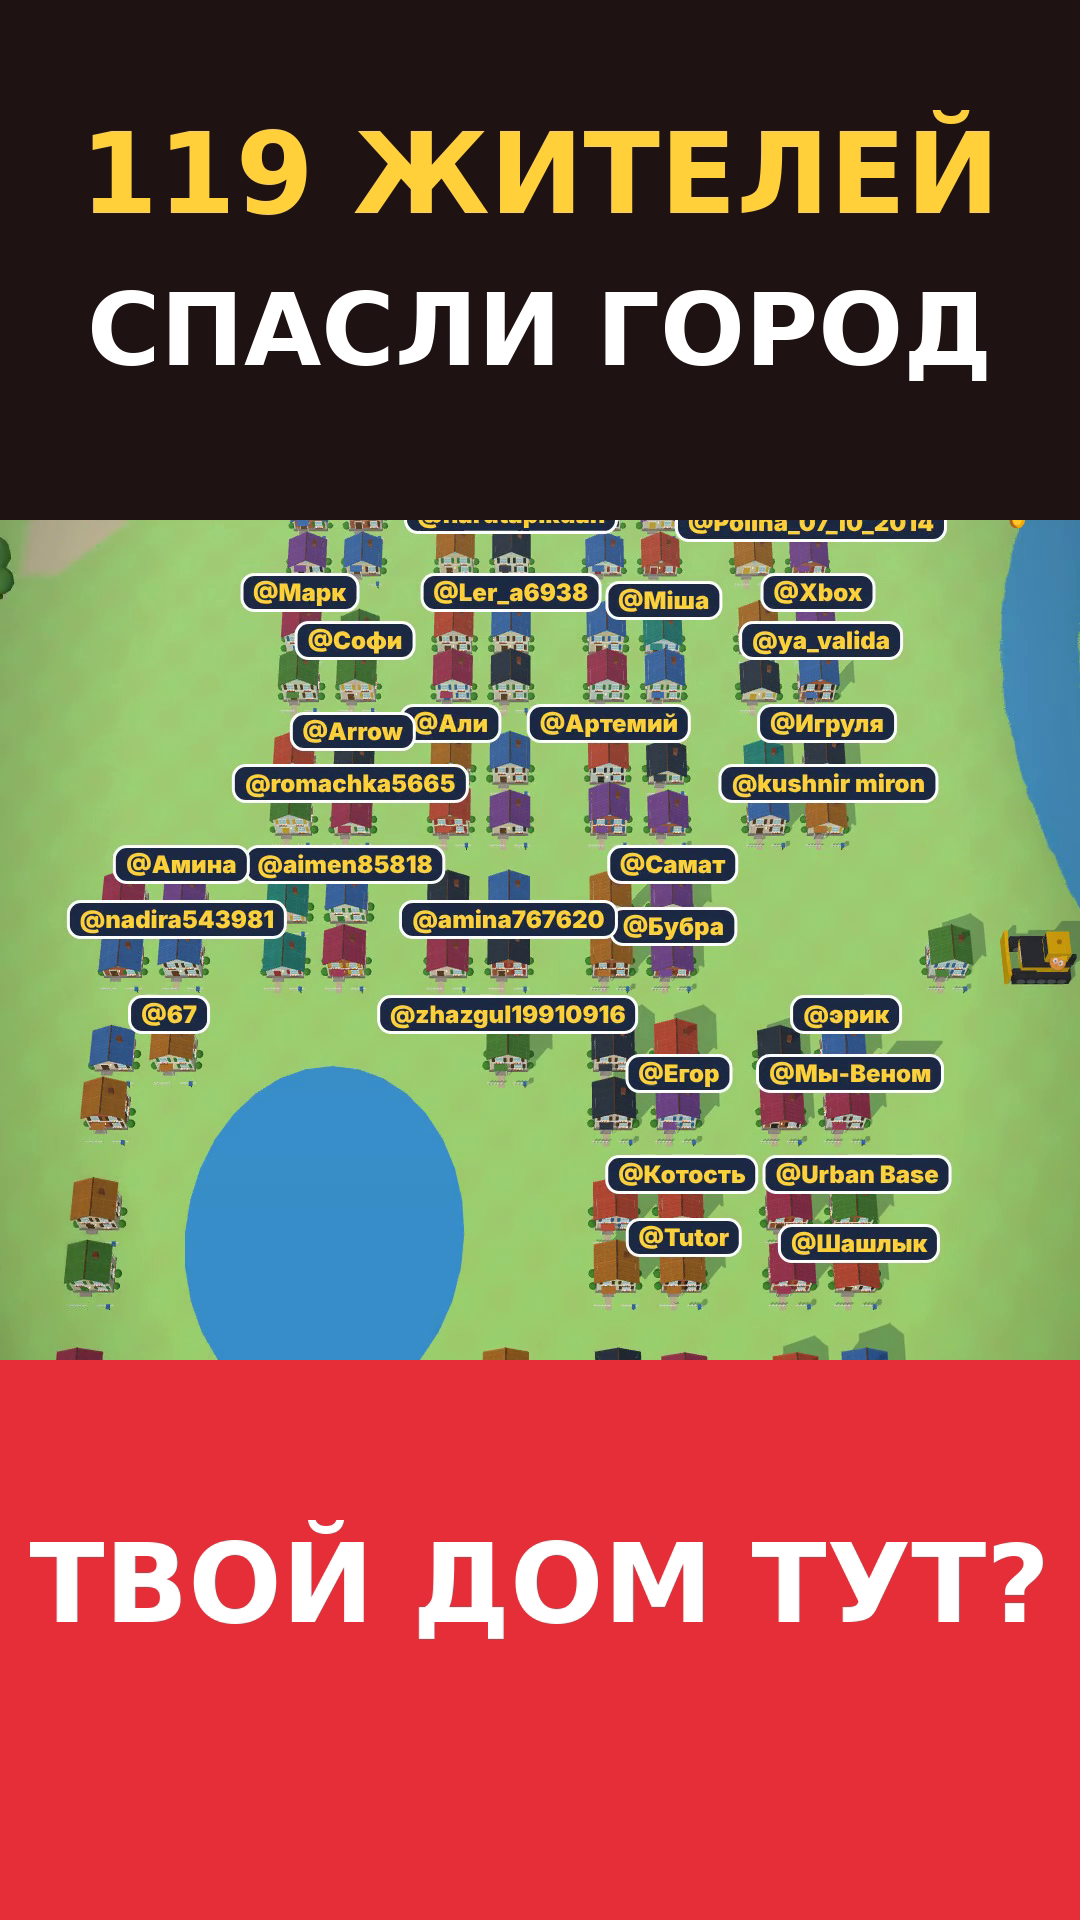 119 ЖИТЕЛЕЙ
СПАСЛИ ГОРОД
@Polina_07_10_2014
@Марк
@Ler_a6938
@Міша
@Xbox
@Софи
@ya_valida
@Arrow
@Али
@Артемий
@Игруля
@romachka5665
@kushnir miron
@Амина
@aimen85818
@Самат
@nadira543981
@amina767620
@Бубра
@67
@zhazgul19910916
@эрик
@Егор
@Мы-Веном
@Котость
@Urban Base
@Tutor
@Шашлык
ТВОЙ ДОМ ТУТ?